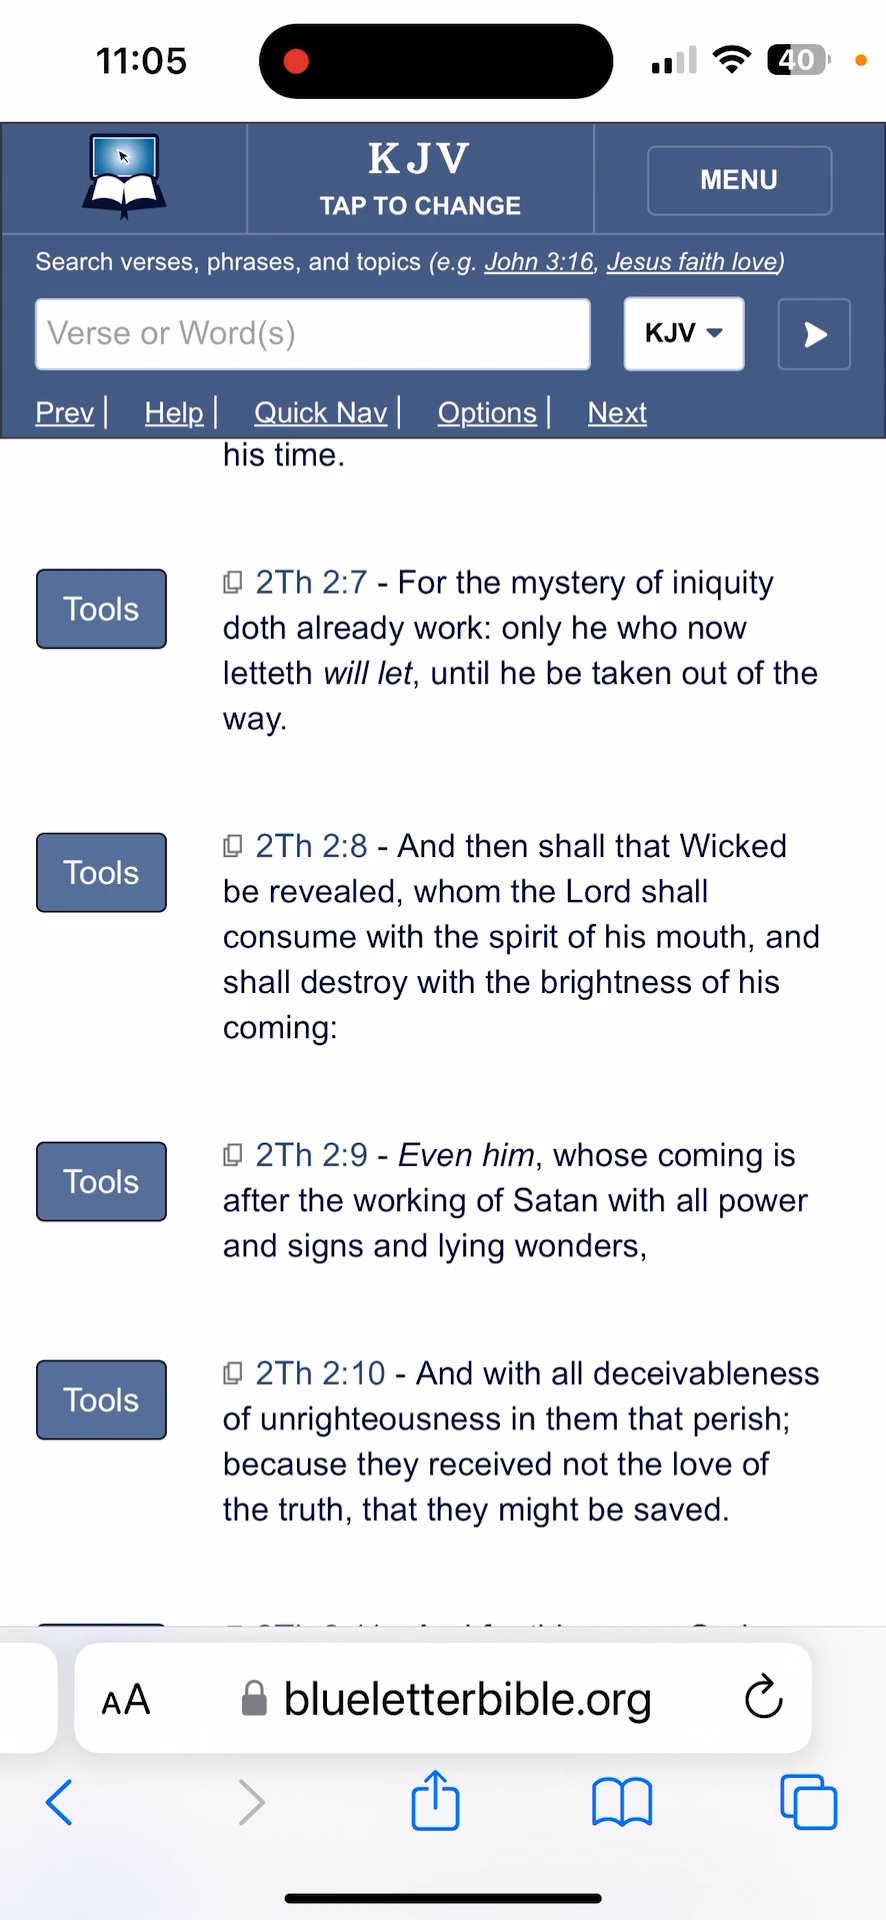 11:05
40
KJV
TAP TO CHANGE
MENU
Search verses, phrases, and topics (e.g. John 3:16, Jesus faith love)
Verse or Word(s)
KJV
Prev | Help | Quick Nav | Options | Next
his time.
Tools
2Th 2:7 - For the mystery of iniquity
doth already work: only he who now
letteth will let, until he be taken out of the
way.
Tools
2Th 2:8 - And then shall that Wicked
be revealed, whom the Lord shall
consume with the spirit of his mouth, and
shall destroy with the brightness of his
coming:
Tools
2Th 2:9 - Even him, whose coming is
after the working of Satan with all power
and signs and lying wonders,
Tools
2Th 2:10 - And with all deceivableness
of unrighteousness in them that perish;
because they received not the love of
the truth, that they might be saved.
AA
blueletterbible.org